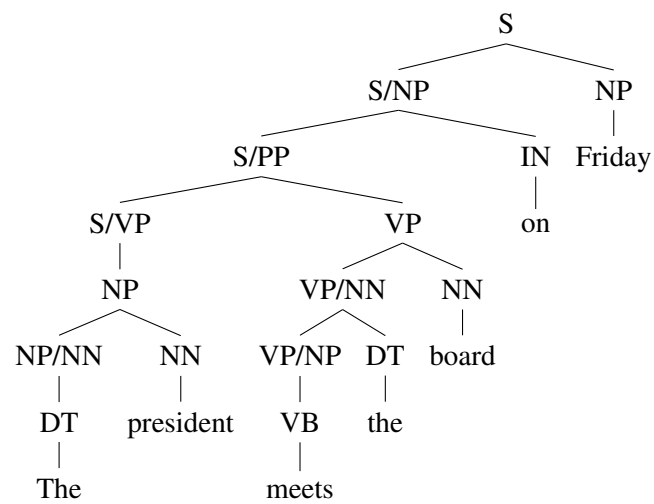 S
S/NP NP
S/PP IN Friday
S/VP VP on
NP VP/NN NN
NP/NN NN VP/NP DT board
DT president VB the
The meets